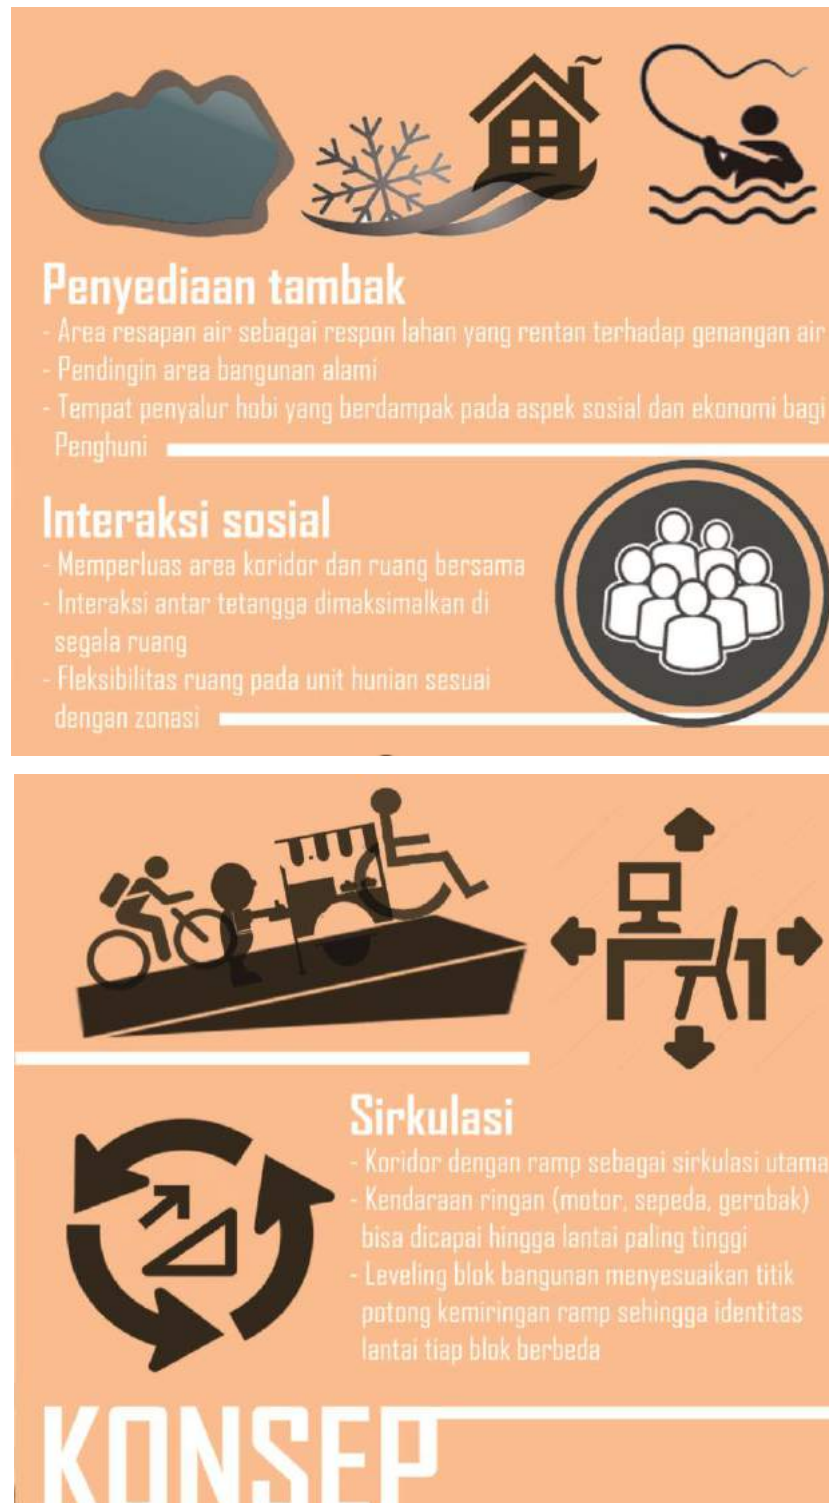 Penyediaan tambak
- Area resapan air sebagai respon lahan yang rentan terhadap genangan air
- Pendingin area bangunan alami
- Tempat penyalur hobi yang berdampak pada aspek sosial dan ekonomi bagi
Penghuni
Interaksi sosial
- Memperluas area koridor dan ruang bersama
- Interaksi antar tetangga dimaksimalkan di
segala ruang
- Fleksibilitas ruang pada unit hunian sesuai
dengan zonasi
Sirkulasi
- Koridor dengan ramp sebagai sirkulasi utama
- Kendaraan ringan (motor, sepeda, gerobak)
bisa dicapai hingga lantai paling tinggi
- Leveling blok bangunan menyesuaikan titik
potong kemiringan ramp sehingga identitas
lantai tiap blok berbeda
KONSEP